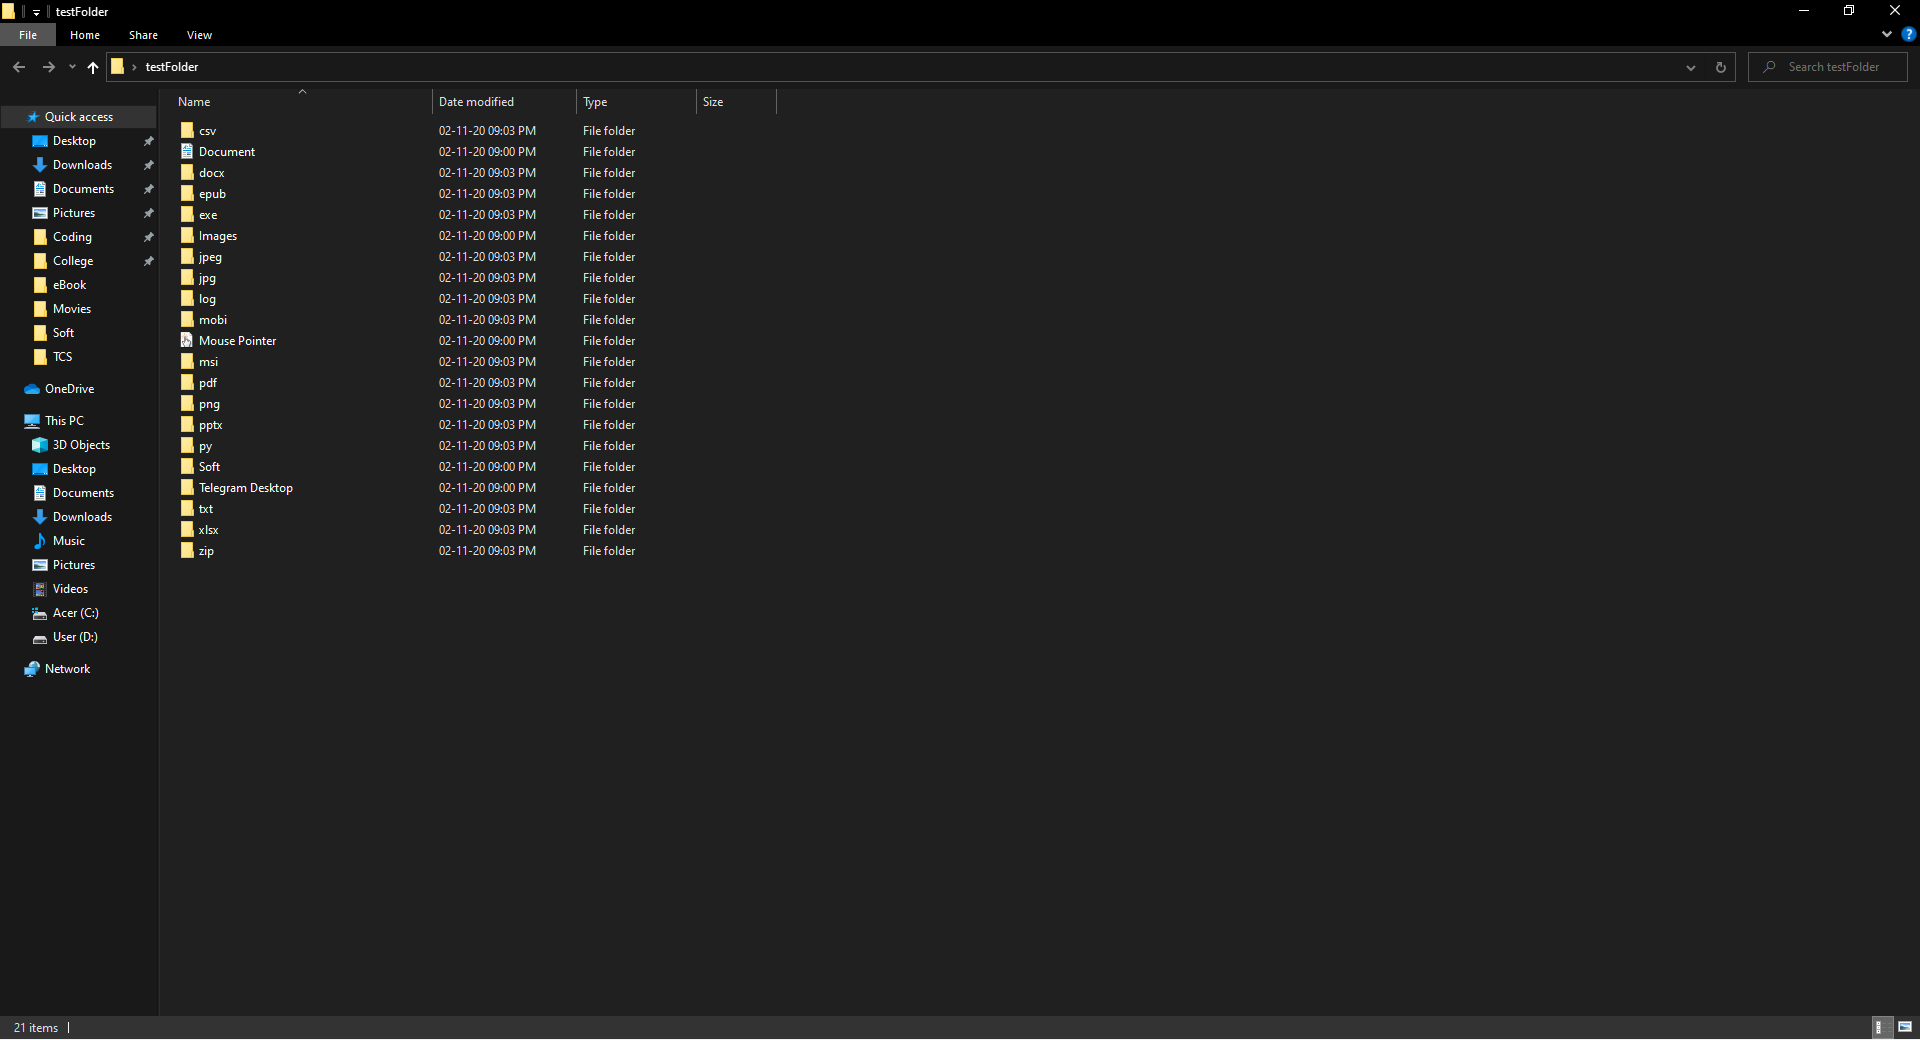 testFolder
File Home Share View
testFolder Search testFolder
Name Date modified Type Size
Quick access
Desktop
Downloads
Documents
Pictures
Coding
College
eBook
Movies
Soft
TCS
OneDrive
This PC
3D Objects
Desktop
Documents
Downloads
Music
Pictures
Videos
Acer (C:)
User (D:)
Network
csv 02-11-20 09:03 PM File folder
Document 02-11-20 09:00 PM File folder
docx 02-11-20 09:03 PM File folder
epub 02-11-20 09:03 PM File folder
exe 02-11-20 09:03 PM File folder
Images 02-11-20 09:00 PM File folder
jpeg 02-11-20 09:03 PM File folder
jpg 02-11-20 09:03 PM File folder
log 02-11-20 09:03 PM File folder
mobi 02-11-20 09:03 PM File folder
Mouse Pointer 02-11-20 09:00 PM File folder
msi 02-11-20 09:03 PM File folder
pdf 02-11-20 09:03 PM File folder
png 02-11-20 09:03 PM File folder
pptx 02-11-20 09:03 PM File folder
py 02-11-20 09:03 PM File folder
Soft 02-11-20 09:00 PM File folder
Telegram Desktop 02-11-20 09:00 PM File folder
txt 02-11-20 09:03 PM File folder
xlsx 02-11-20 09:03 PM File folder
zip 02-11-20 09:03 PM File folder
21 items